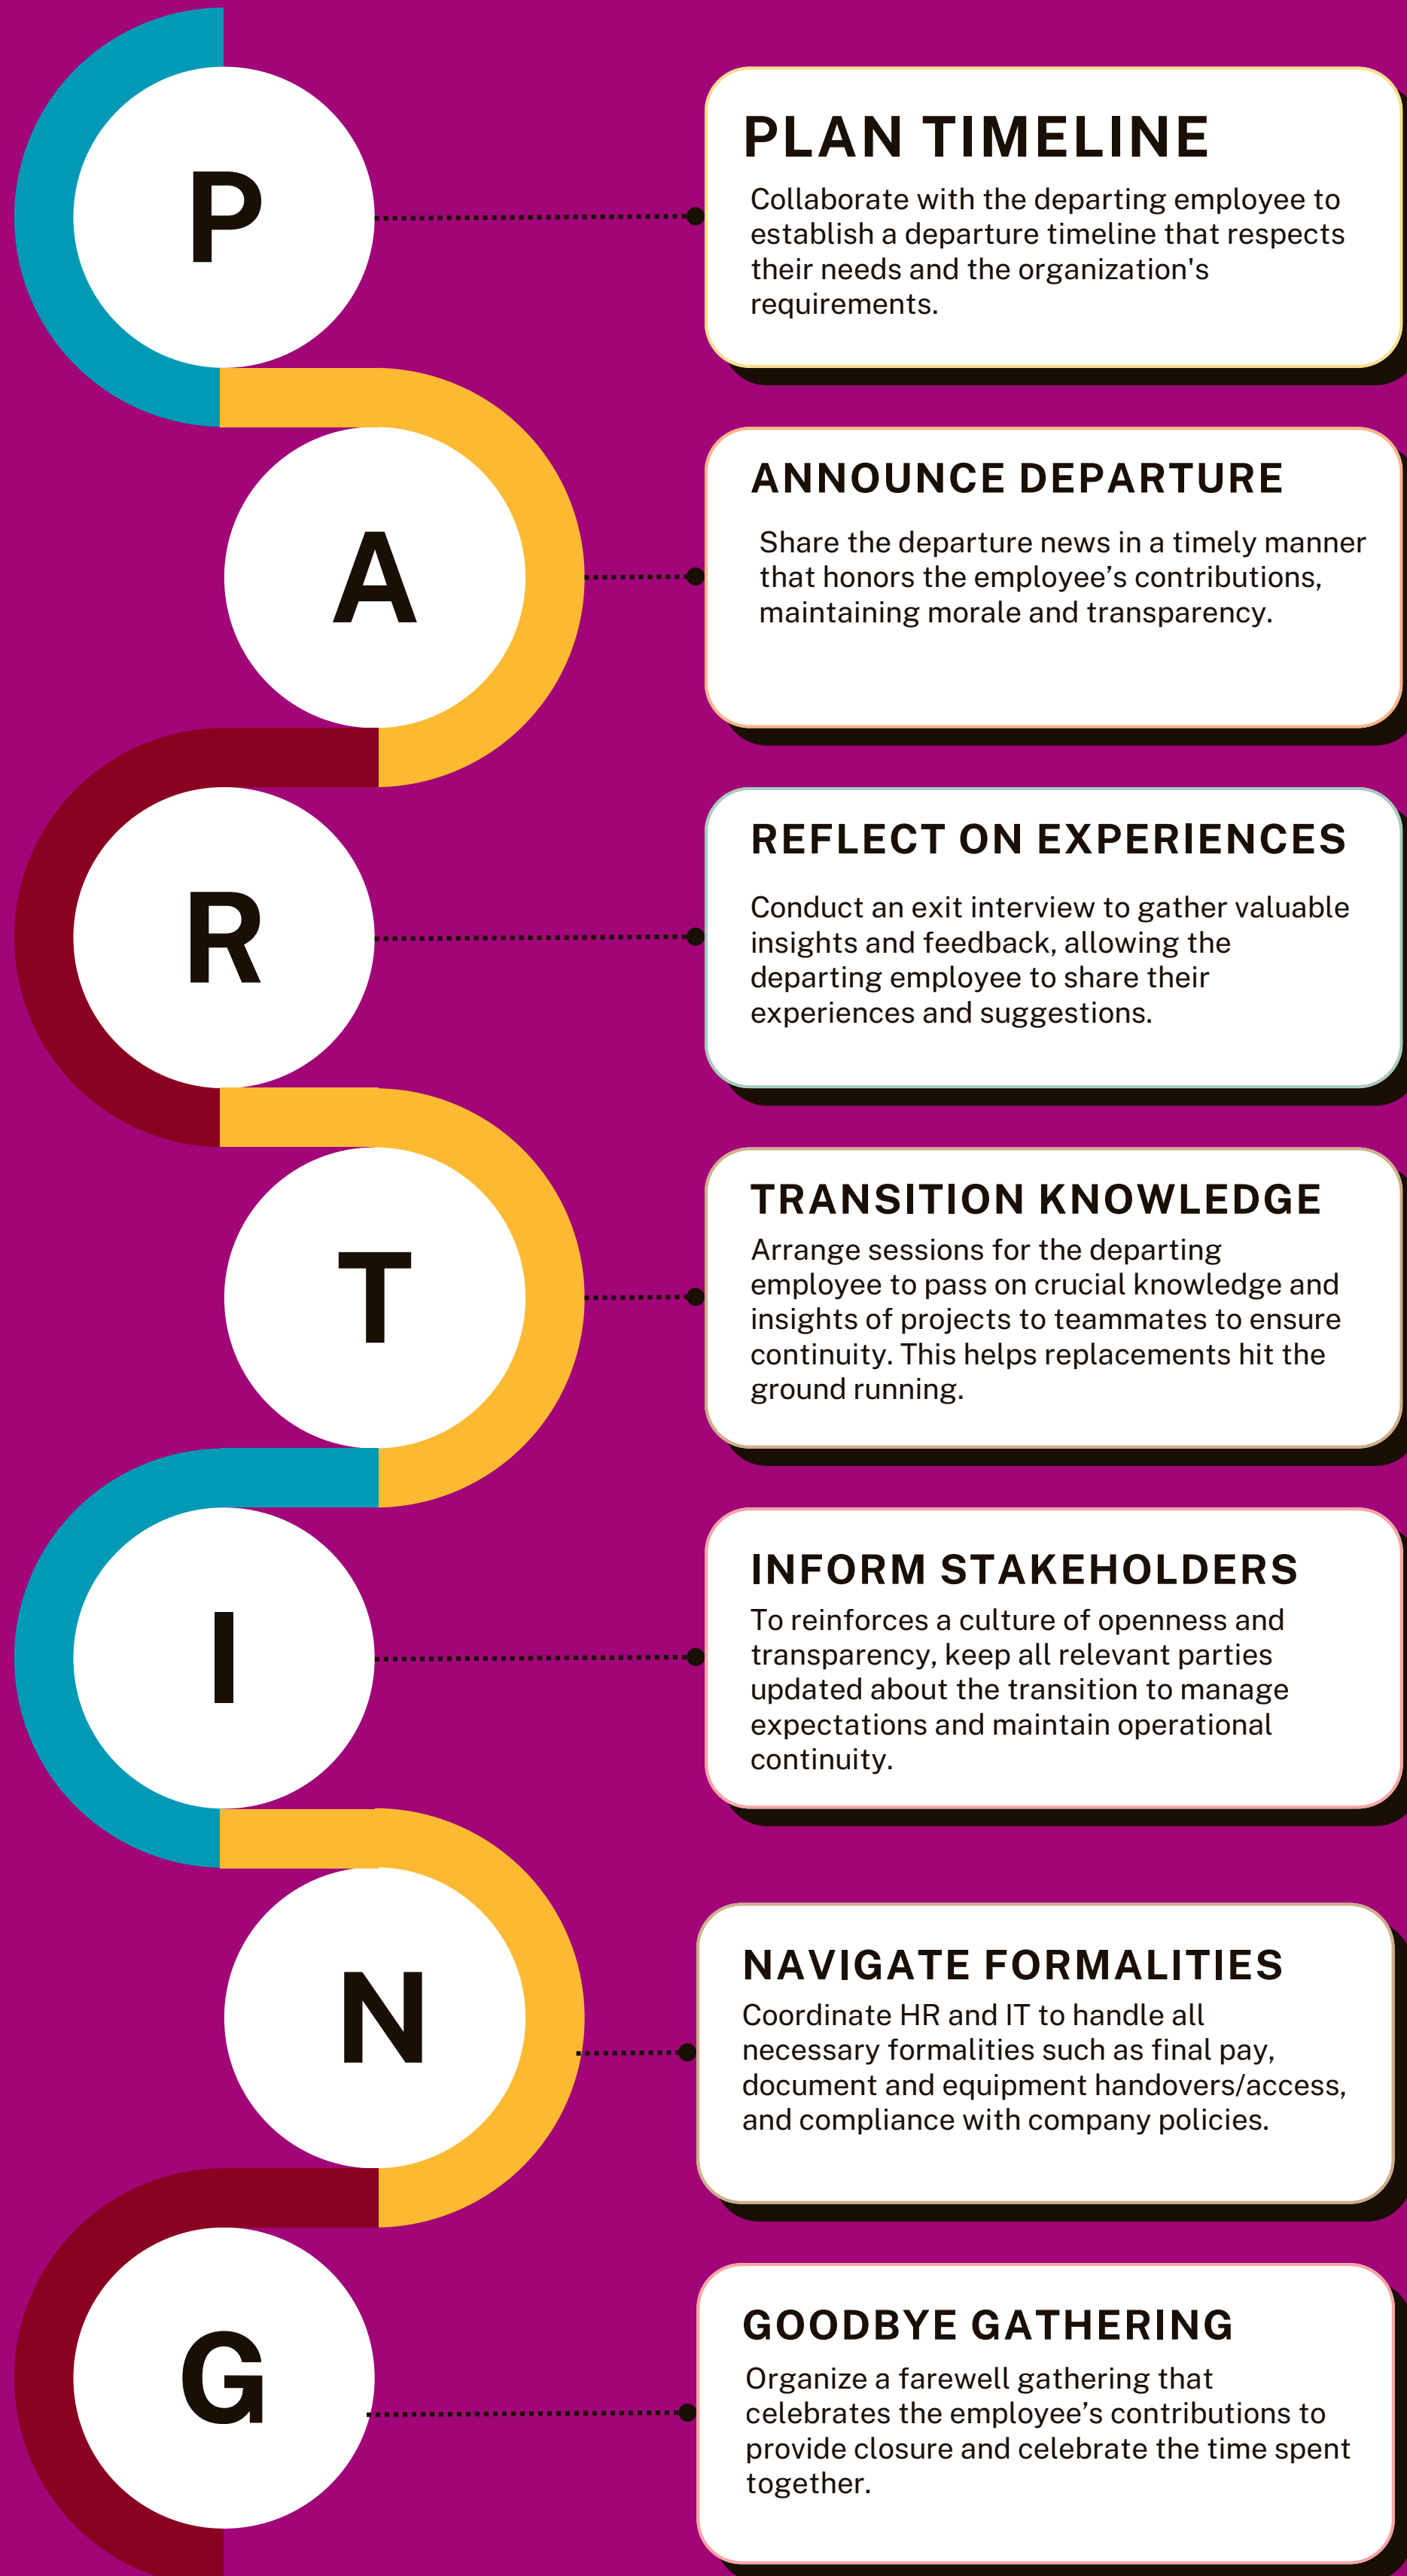 P
PLAN TIMELINE
Collaborate with the departing employee to
establish a departure timeline that respects
their needs and the organization's
requirements.
A
ANNOUNCE DEPARTURE
Share the departure news in a timely manner
that honors the employee’s contributions,
maintaining morale and transparency.
R
REFLECT ON EXPERIENCES
Conduct an exit interview to gather valuable
insights and feedback, allowing the
departing employee to share their
experiences and suggestions.
T
TRANSITION KNOWLEDGE
Arrange sessions for the departing
employee to pass on crucial knowledge and
insights of projects to teammates to ensure
continuity. This helps replacements hit the
ground running.
I
INFORM STAKEHOLDERS
To reinforces a culture of openness and
transparency, keep all relevant parties
updated about the transition to manage
expectations and maintain operational
continuity.
N
NAVIGATE FORMALITIES
Coordinate HR and IT to handle all
necessary formalities such as final pay,
document and equipment handovers/access,
and compliance with company policies.
G
GOODBYE GATHERING
Organize a farewell gathering that
celebrates the employee’s contributions to
provide closure and celebrate the time spent
together.